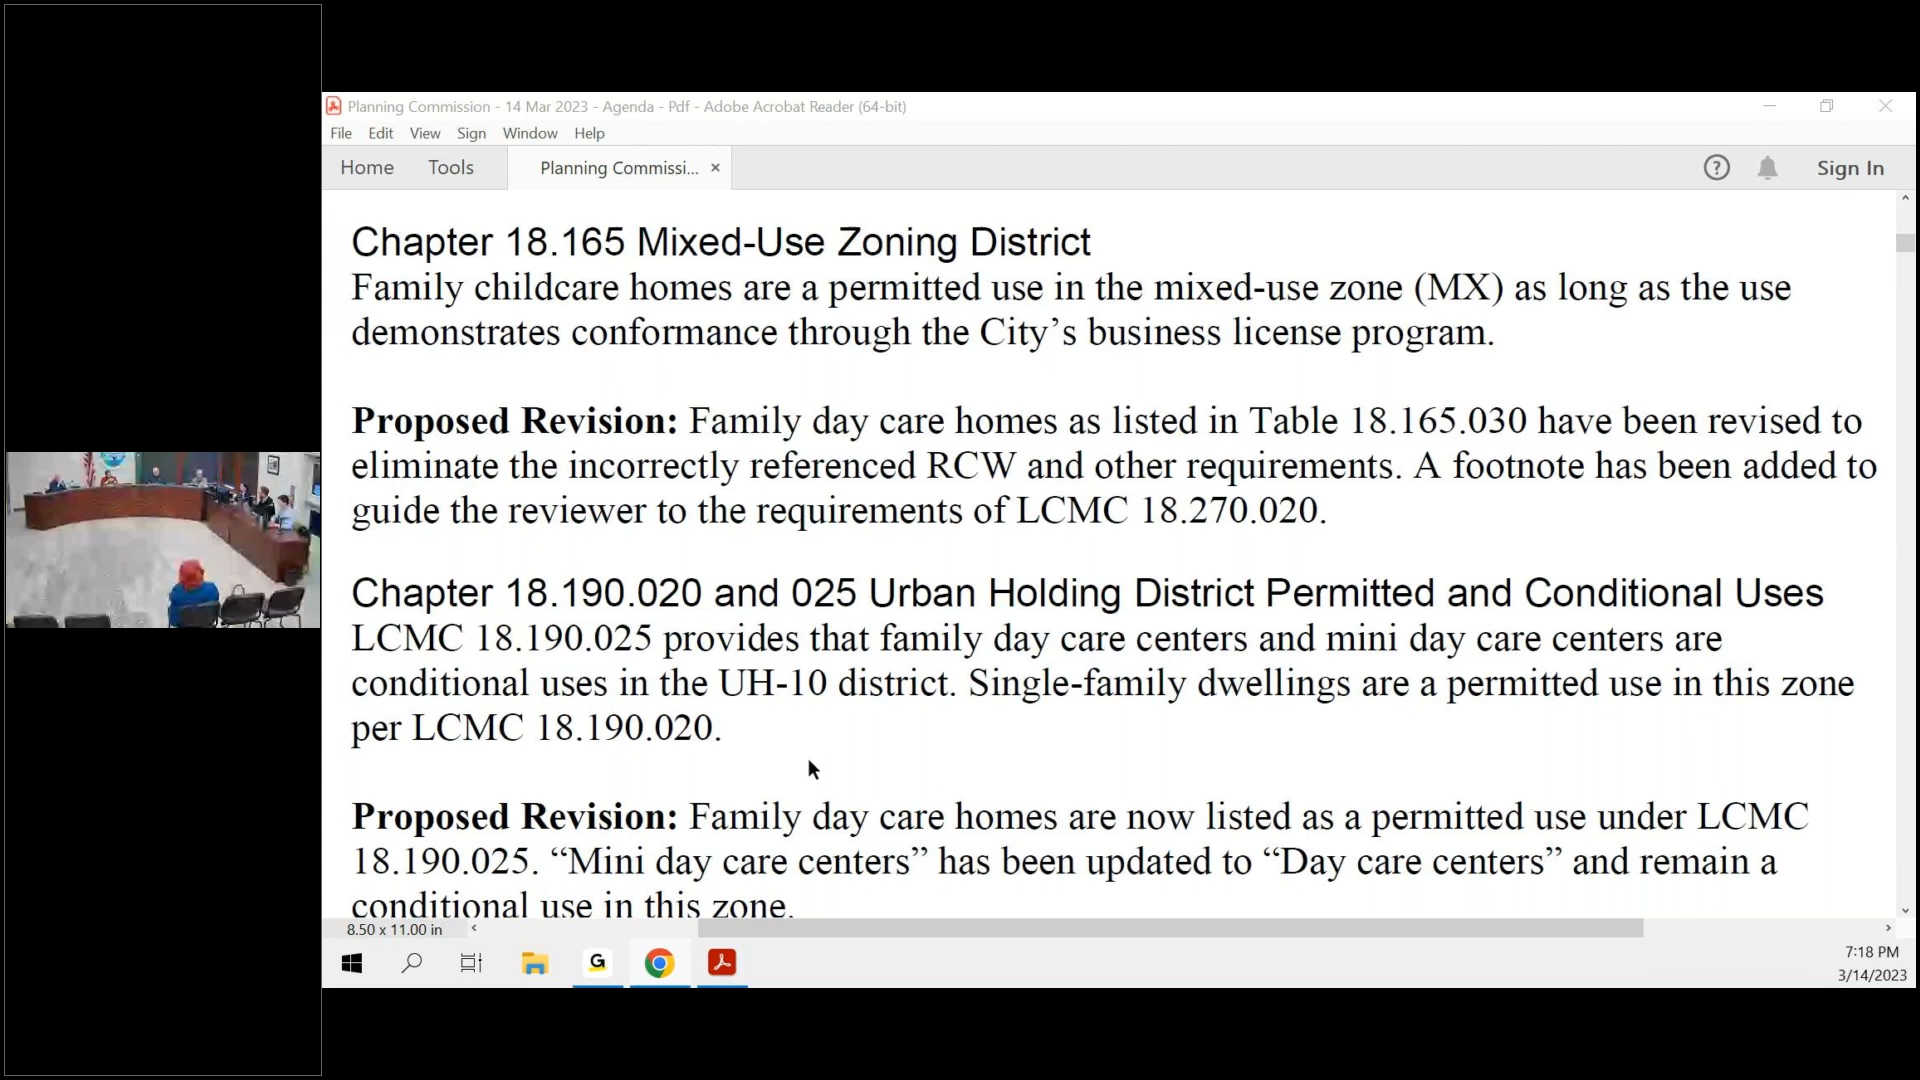 Planning Commission - 14 Mar 2023 - Agenda - Pdf - Adobe Acrobat Reader (64-bit)
File Edit View Sign Window Help
Home Tools Planning Commissi... × Sign In
Chapter 18.165 Mixed-Use Zoning District
Family childcare homes are a permitted use in the mixed-use zone (MX) as long as the use
demonstrates conformance through the City’s business license program.
Proposed Revision: Family day care homes as listed in Table 18.165.030 have been revised to
eliminate the incorrectly referenced RCW and other requirements. A footnote has been added to
guide the reviewer to the requirements of LCMC 18.270.020.
Chapter 18.190.020 and 025 Urban Holding District Permitted and Conditional Uses
LCMC 18.190.025 provides that family day care centers and mini day care centers are
conditional uses in the UH-10 district. Single-family dwellings are a permitted use in this zone
per LCMC 18.190.020.
Proposed Revision: Family day care homes are now listed as a permitted use under LCMC
18.190.025. “Mini day care centers” has been updated to “Day care centers” and remain a
conditional use in this zone.
8.50 x 11.00 in
G
7:18 PM
3/14/2023